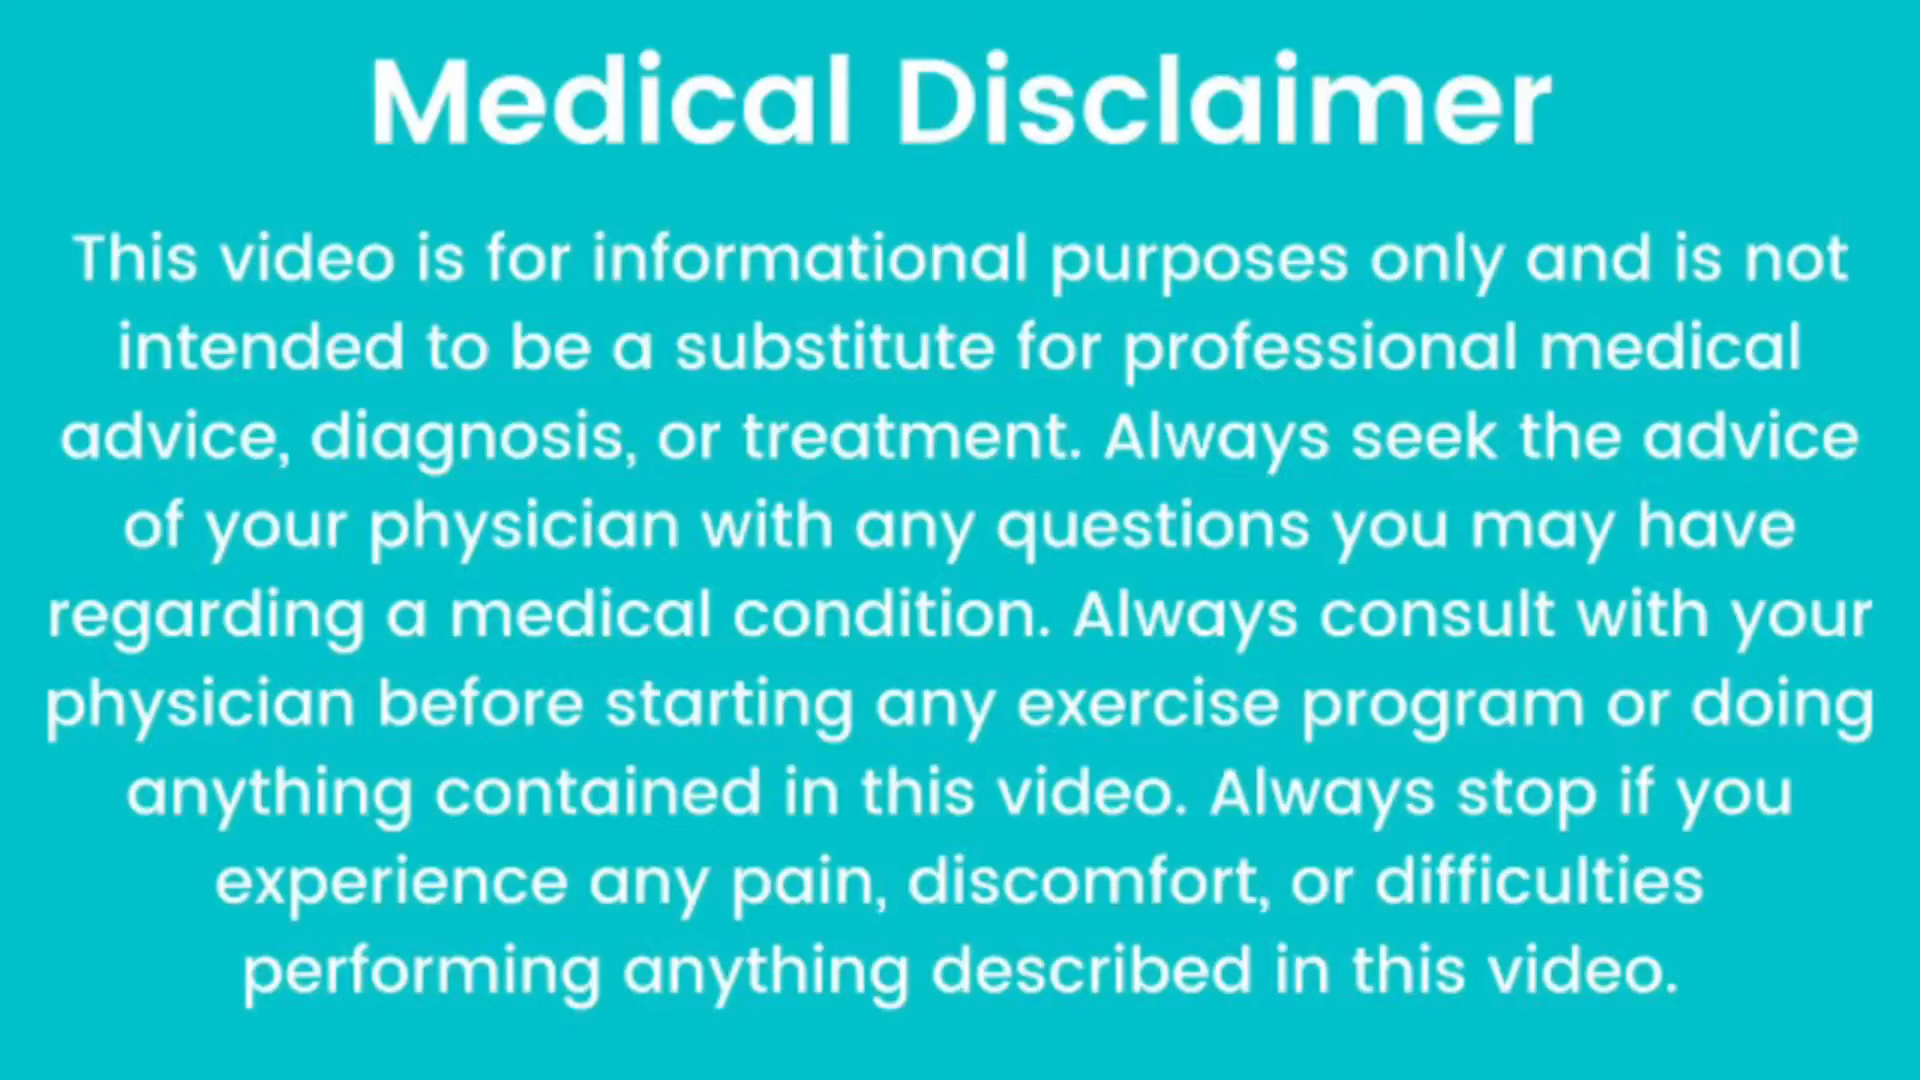 Medical Disclaimer
This video is for informational purposes only and is not
intended to be a substitute for professional medical
advice, diagnosis, or treatment. Always seek the advice
of your physician with any questions you may have
regarding a medical condition. Always consult with your
physician before starting any exercise program or doing
anything contained in this video. Always stop if you
experience any pain, discomfort, or difficulties
performing anything described in this video.